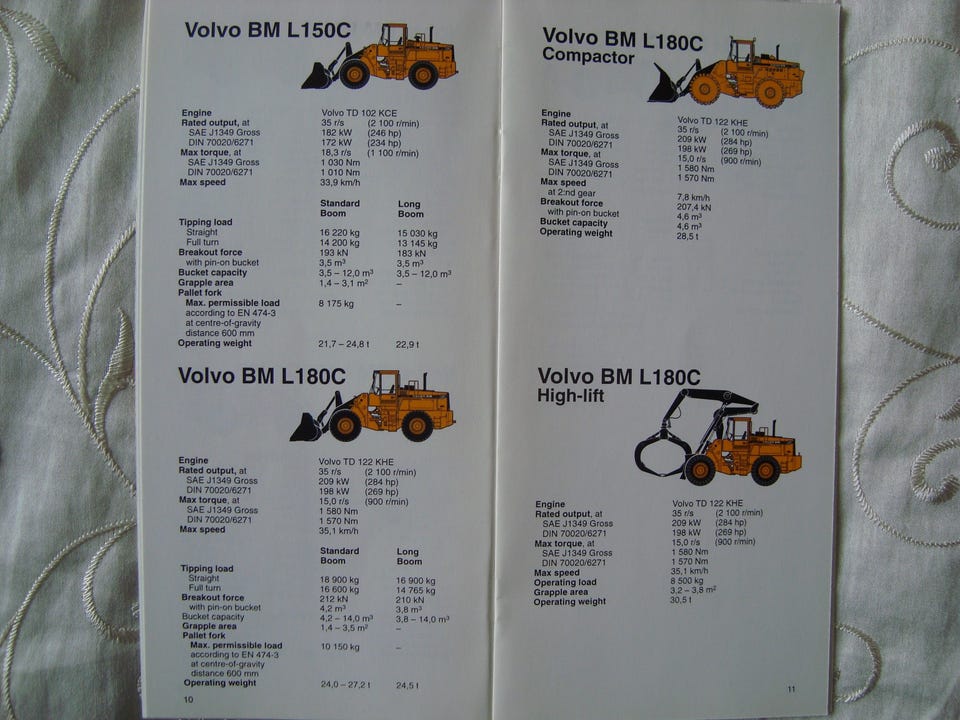 Volvo BM L150C
Engine Volvo TD 102 KCE
Rated output, at 35 r/s (2 100 r/min)
SAE J1349 Gross 182 kW (246 hp)
DIN 70020/6271 172 kW (234 hp)
Max torque, at 18,3 r/s (1 100 r/min)
SAE J1349 Gross 1 030 Nm
DIN 70020/6271 1 010 Nm
Max speed 33,9 km/h
Standard Long
Boom Boom
Tipping load
Straight 16 220 kg 15 030 kg
Full turn 14 200 kg 13 145 kg
Breakout force 193 kN 183 kN
with pin-on bucket 3,5 m³ 3,5 m³
Bucket capacity 3,5 – 12,0 m³ 3,5 – 12,0 m³
Grapple area 1,4 – 3,1 m² –
Pallet fork
Max. permissible load 8 175 kg –
according to EN 474-3
at centre-of-gravity
distance 600 mm
Operating weight 21,7 – 24,8 t 22,9 t
Volvo BM L180C
Engine Volvo TD 122 KHE
Rated output, at 35 r/s (2 100 r/min)
SAE J1349 Gross 209 kW (284 hp)
DIN 70020/6271 198 kW (269 hp)
Max torque, at 15,0 r/s (900 r/min)
SAE J1349 Gross 1 580 Nm
DIN 70020/6271 1 570 Nm
Max speed 35,1 km/h
Standard Long
Boom Boom
Tipping load
Straight 18 900 kg 16 900 kg
Full turn 16 600 kg 14 765 kg
Breakout force 212 kN 210 kN
with pin-on bucket 4,2 m³ 3,8 m³
Bucket capacity 4,2 – 14,0 m³ 3,8 – 14,0 m³
Grapple area 1,4 – 3,5 m² –
Pallet fork
Max. permissible load 10 150 kg –
according to EN 474-3
at centre-of-gravity
distance 600 mm
Operating weight 24,0 – 27,2 t 24,5 t
10
Volvo BM L180C
Compactor
Engine Volvo TD 122 KHE
Rated output, at 35 r/s (2 100 r/min)
SAE J1349 Gross 209 kW (284 hp)
DIN 70020/6271 198 kW (269 hp)
Max torque, at 15,0 r/s (900 r/min)
SAE J1349 Gross 1 580 Nm
DIN 70020/6271 1 570 Nm
Max speed
at 2:nd gear 7,8 km/h
Breakout force 207,4 kN
with pin-on bucket 4,6 m³
Bucket capacity 4,6 m³
Operating weight 28,5 t
Volvo BM L180C
High-lift
Engine Volvo TD 122 KHE
Rated output, at 35 r/s (2 100 r/min)
SAE J1349 Gross 209 kW (284 hp)
DIN 70020/6271 198 kW (269 hp)
Max torque, at 15,0 r/s (900 r/min)
SAE J1349 Gross 1 580 Nm
DIN 70020/6271 1 570 Nm
Max speed 35,1 km/h
Operating load 8 500 kg
Grapple area 3,2 – 3,8 m²
Operating weight 30,5 t
11